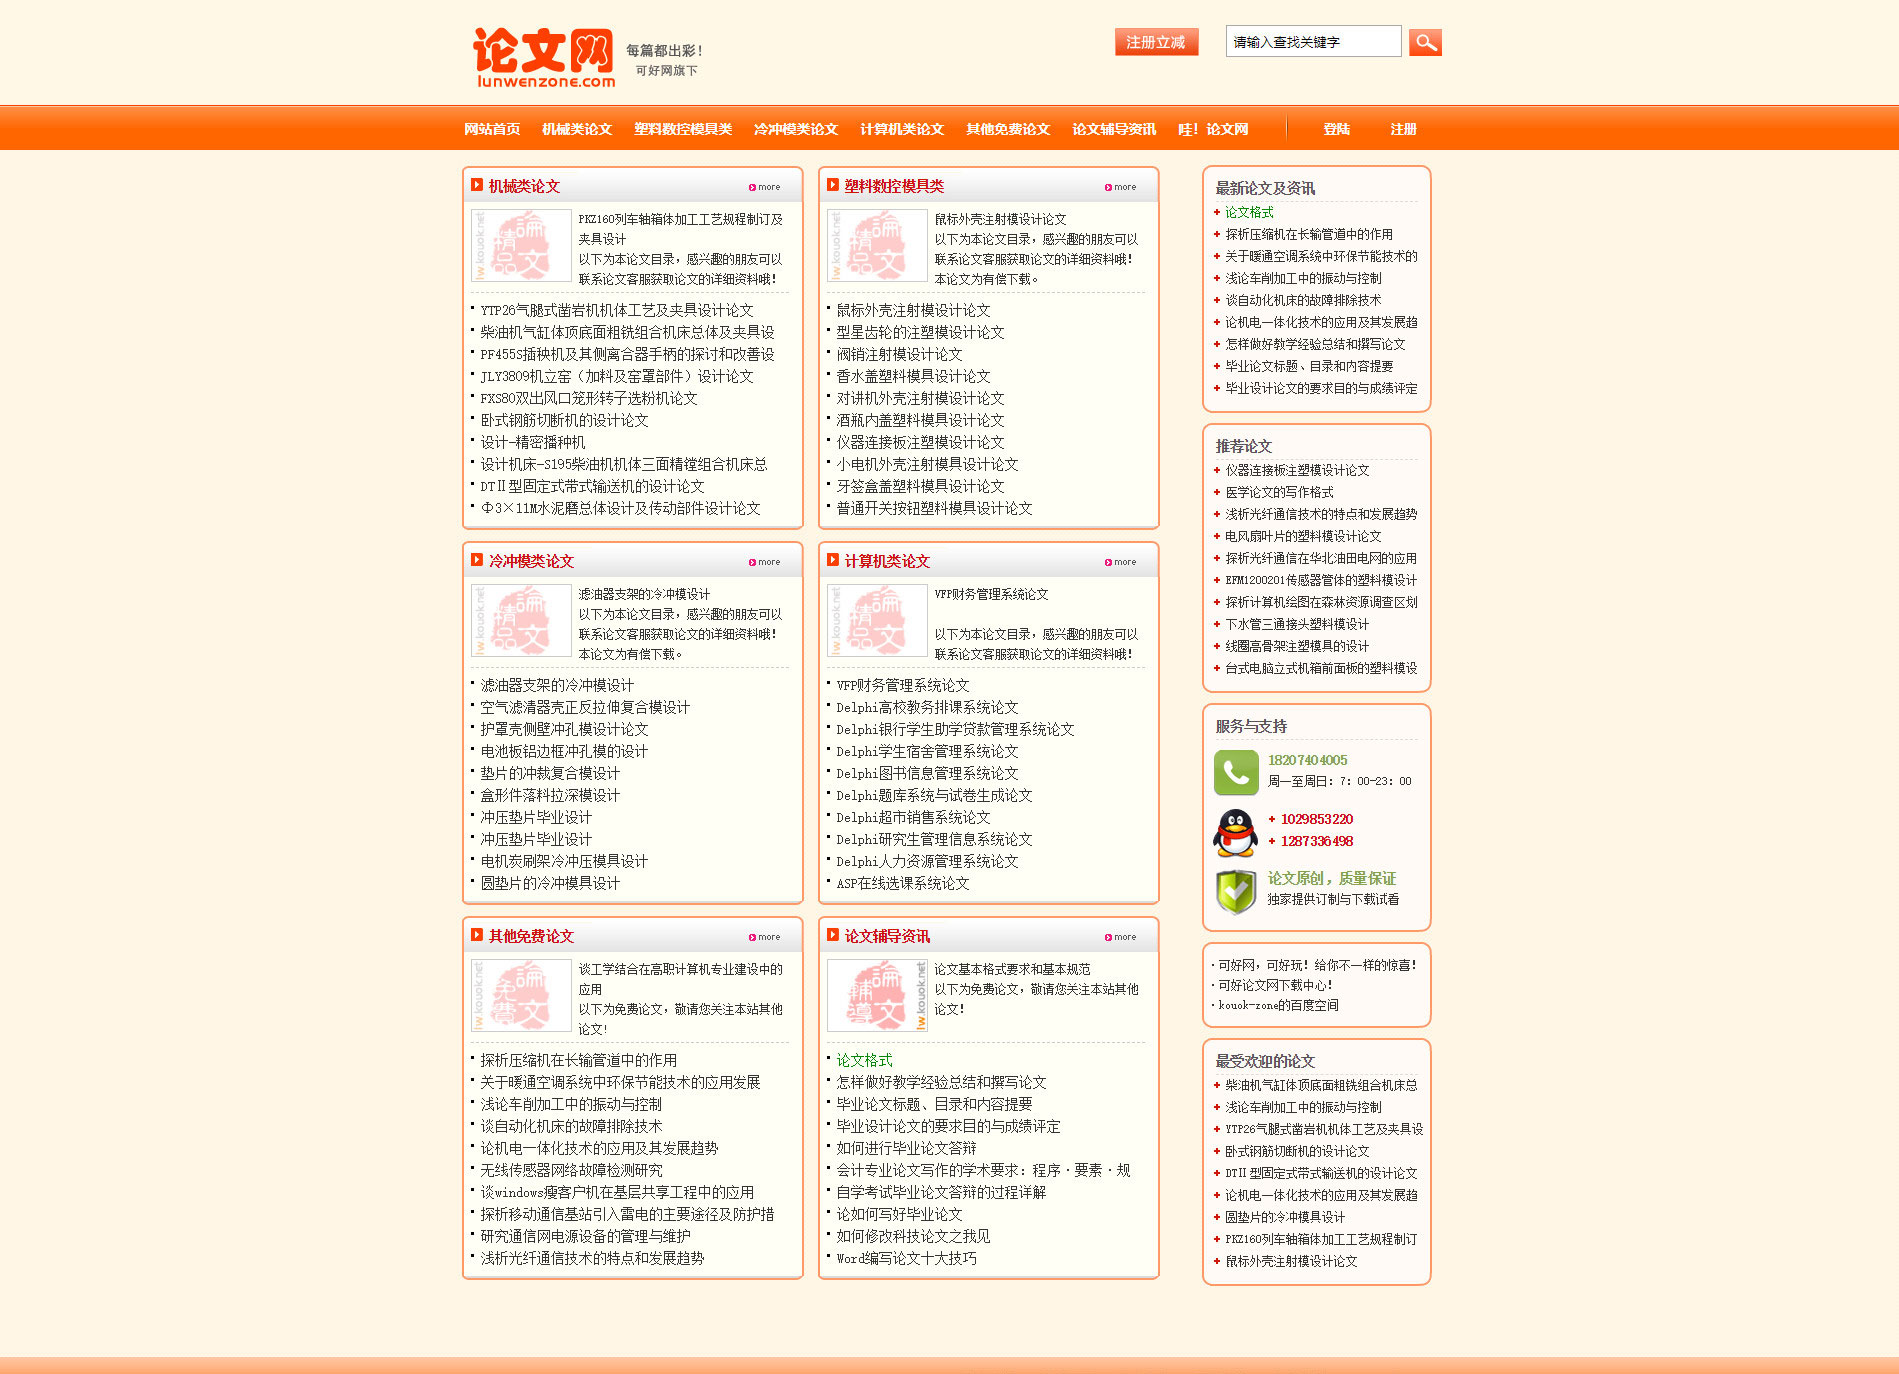 论文网
lunwenzone.com
每篇都出彩!
可好网旗下
注册立减
请输入查找关键字
网站首页 机械类论文 塑料数控模具类 冷冲模类论文 计算机类论文 其他免费论文 论文辅导资讯 哇！论文网 登陆 注册
机械类论文 more
lw.kouok.net
論文精品
PKZ160列车轴箱体加工工艺规程制订及
夹具设计
以下为本论文目录，感兴趣的朋友可以
联系论文客服获取论文的详细资料哦！
YTP26气腿式凿岩机机体工艺及夹具设计论文
柴油机气缸体顶底面粗铣组合机床总体及夹具设
PF455S插秧机及其侧离合器手柄的探讨和改善设
JLY3809机立窑（加料及窑罩部件）设计论文
FXS80双出风口笼形转子选粉机论文
卧式钢筋切断机的设计论文
设计-精密播种机
设计机床-S195柴油机机体三面精镗组合机床总
DTⅡ型固定式带式输送机的设计论文
Φ3×11M水泥磨总体设计及传动部件设计论文
塑料数控模具类 more
lw.kouok.net
論文精品
鼠标外壳注射模设计论文
以下为本论文目录，感兴趣的朋友可以
联系论文客服获取论文的详细资料哦！
本论文为有偿下载。
鼠标外壳注射模设计论文
型星齿轮的注塑模设计论文
阀销注射模设计论文
香水盖塑料模具设计论文
对讲机外壳注射模设计论文
酒瓶内盖塑料模具设计论文
仪器连接板注塑模设计论文
小电机外壳注射模具设计论文
牙签盒盖塑料模具设计论文
普通开关按钮塑料模具设计论文
冷冲模类论文 more
lw.kouok.net
論文精品
滤油器支架的冷冲模设计
以下为本论文目录，感兴趣的朋友可以
联系论文客服获取论文的详细资料哦！
本论文为有偿下载。
滤油器支架的冷冲模设计
空气滤清器壳正反拉伸复合模设计
护罩壳侧壁冲孔模设计论文
电池板铝边框冲孔模的设计
垫片的冲裁复合模设计
盒形件落料拉深模设计
冲压垫片毕业设计
冲压垫片毕业设计
电机炭刷架冷冲压模具设计
圆垫片的冷冲模具设计
计算机类论文 more
lw.kouok.net
論文精品
VFP财务管理系统论文
以下为本论文目录，感兴趣的朋友可以
联系论文客服获取论文的详细资料哦！
VFP财务管理系统论文
Delphi高校教务排课系统论文
Delphi银行学生助学贷款管理系统论文
Delphi学生宿舍管理系统论文
Delphi图书信息管理系统论文
Delphi题库系统与试卷生成论文
Delphi超市销售系统论文
Delphi研究生管理信息系统论文
Delphi人力资源管理系统论文
ASP在线选课系统论文
其他免费论文 more
lw.kouok.net
論文免費
谈工学结合在高职计算机专业建设中的
应用
以下为免费论文，敬请您关注本站其他
论文!
探析压缩机在长输管道中的作用
关于暖通空调系统中环保节能技术的应用发展
浅论车削加工中的振动与控制
谈自动化机床的故障排除技术
论机电一体化技术的应用及其发展趋势
无线传感器网络故障检测研究
谈windows瘦客户机在基层共享工程中的应用
探析移动通信基站引入雷电的主要途径及防护措
研究通信网电源设备的管理与维护
浅析光纤通信技术的特点和发展趋势
论文辅导资讯 more
論文輔導
lw.kouok.net
论文基本格式要求和基本规范
以下为免费论文，敬请您关注本站其他
论文！
论文格式
怎样做好教学经验总结和撰写论文
毕业论文标题、目录和内容提要
毕业设计论文的要求目的与成绩评定
如何进行毕业论文答辩
会计专业论文写作的学术要求：程序·要素·规
自学考试毕业论文答辩的过程详解
论如何写好毕业论文
如何修改科技论文之我见
Word编写论文十大技巧
最新论文及资讯
论文格式
探析压缩机在长输管道中的作用
关于暖通空调系统中环保节能技术的
浅论车削加工中的振动与控制
谈自动化机床的故障排除技术
论机电一体化技术的应用及其发展趋
怎样做好教学经验总结和撰写论文
毕业论文标题、目录和内容提要
毕业设计论文的要求目的与成绩评定
推荐论文
仪器连接板注塑模设计论文
医学论文的写作格式
浅析光纤通信技术的特点和发展趋势
电风扇叶片的塑料模设计论文
探析光纤通信在华北油田电网的应用
EFM1200201传感器管体的塑料模设计
探析计算机绘图在森林资源调查区划
下水管三通接头塑料模设计
线圈高骨架注塑模具的设计
台式电脑立式机箱前面板的塑料模设
服务与支持
18207404005
周一至周日：7：00-23：00
+ 1029853220
+ 1287336498
论文原创，质量保证
独家提供订制与下载试看
·可好网，可好玩！给你不一样的惊喜！
·可好论文网下载中心！
·kouok-zone的百度空间
最受欢迎的论文
柴油机气缸体顶底面粗铣组合机床总
浅论车削加工中的振动与控制
YTP26气腿式凿岩机机体工艺及夹具设
卧式钢筋切断机的设计论文
DTⅡ型固定式带式输送机的设计论文
论机电一体化技术的应用及其发展趋
圆垫片的冷冲模具设计
PKZ160列车轴箱体加工工艺规程制订
鼠标外壳注射模设计论文